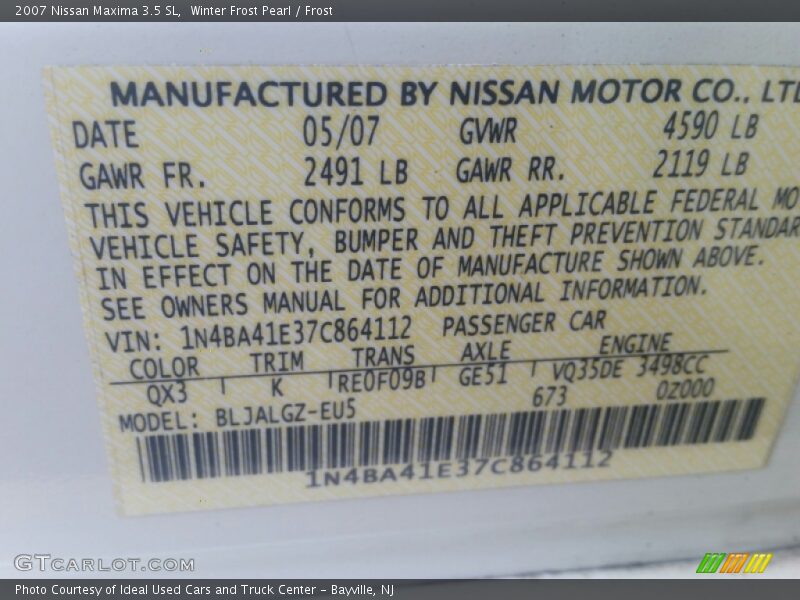 2007 Nissan Maxima 3.5 SL, Winter Frost Pearl / Frost
MANUFACTURED BY NISSAN MOTOR CO., LTD
DATE 05/07 GVWR 4590 LB
GAWR FR. 2491 LB GAWR RR. 2119 LB
THIS VEHICLE CONFORMS TO ALL APPLICABLE FEDERAL MO
VEHICLE SAFETY, BUMPER AND THEFT PREVENTION STANDAR
IN EFFECT ON THE DATE OF MANUFACTURE SHOWN ABOVE.
SEE OWNERS MANUAL FOR ADDITIONAL INFORMATION.
VIN: 1N4BA41E37C864112 PASSENGER CAR
COLOR TRIM TRANS AXLE ENGINE
QX3 K RE0F09B GE51 VQ35DE 3498CC
673 0Z000
MODEL: BLJALGZ-EU5
1N4BA41E37C864112
GTCARLOT.COM
Photo Courtesy of Ideal Used Cars and Truck Center - Bayville, NJ